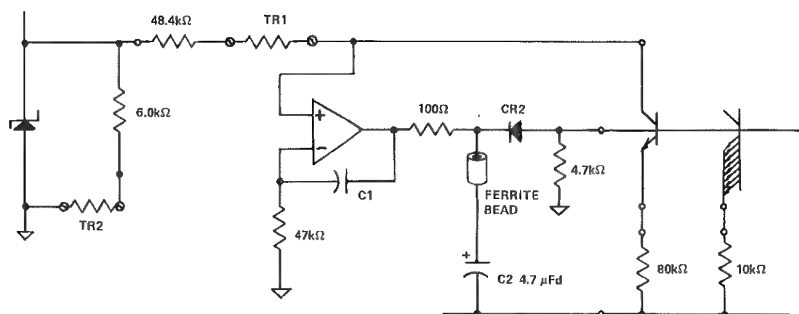 48.4kΩ
TR1
6.0kΩ
TR2
+
−
100Ω
CR2
C1
47kΩ
FERRITE
BEAD
4.7kΩ
+
C2 4.7 μFd
80kΩ
10kΩ